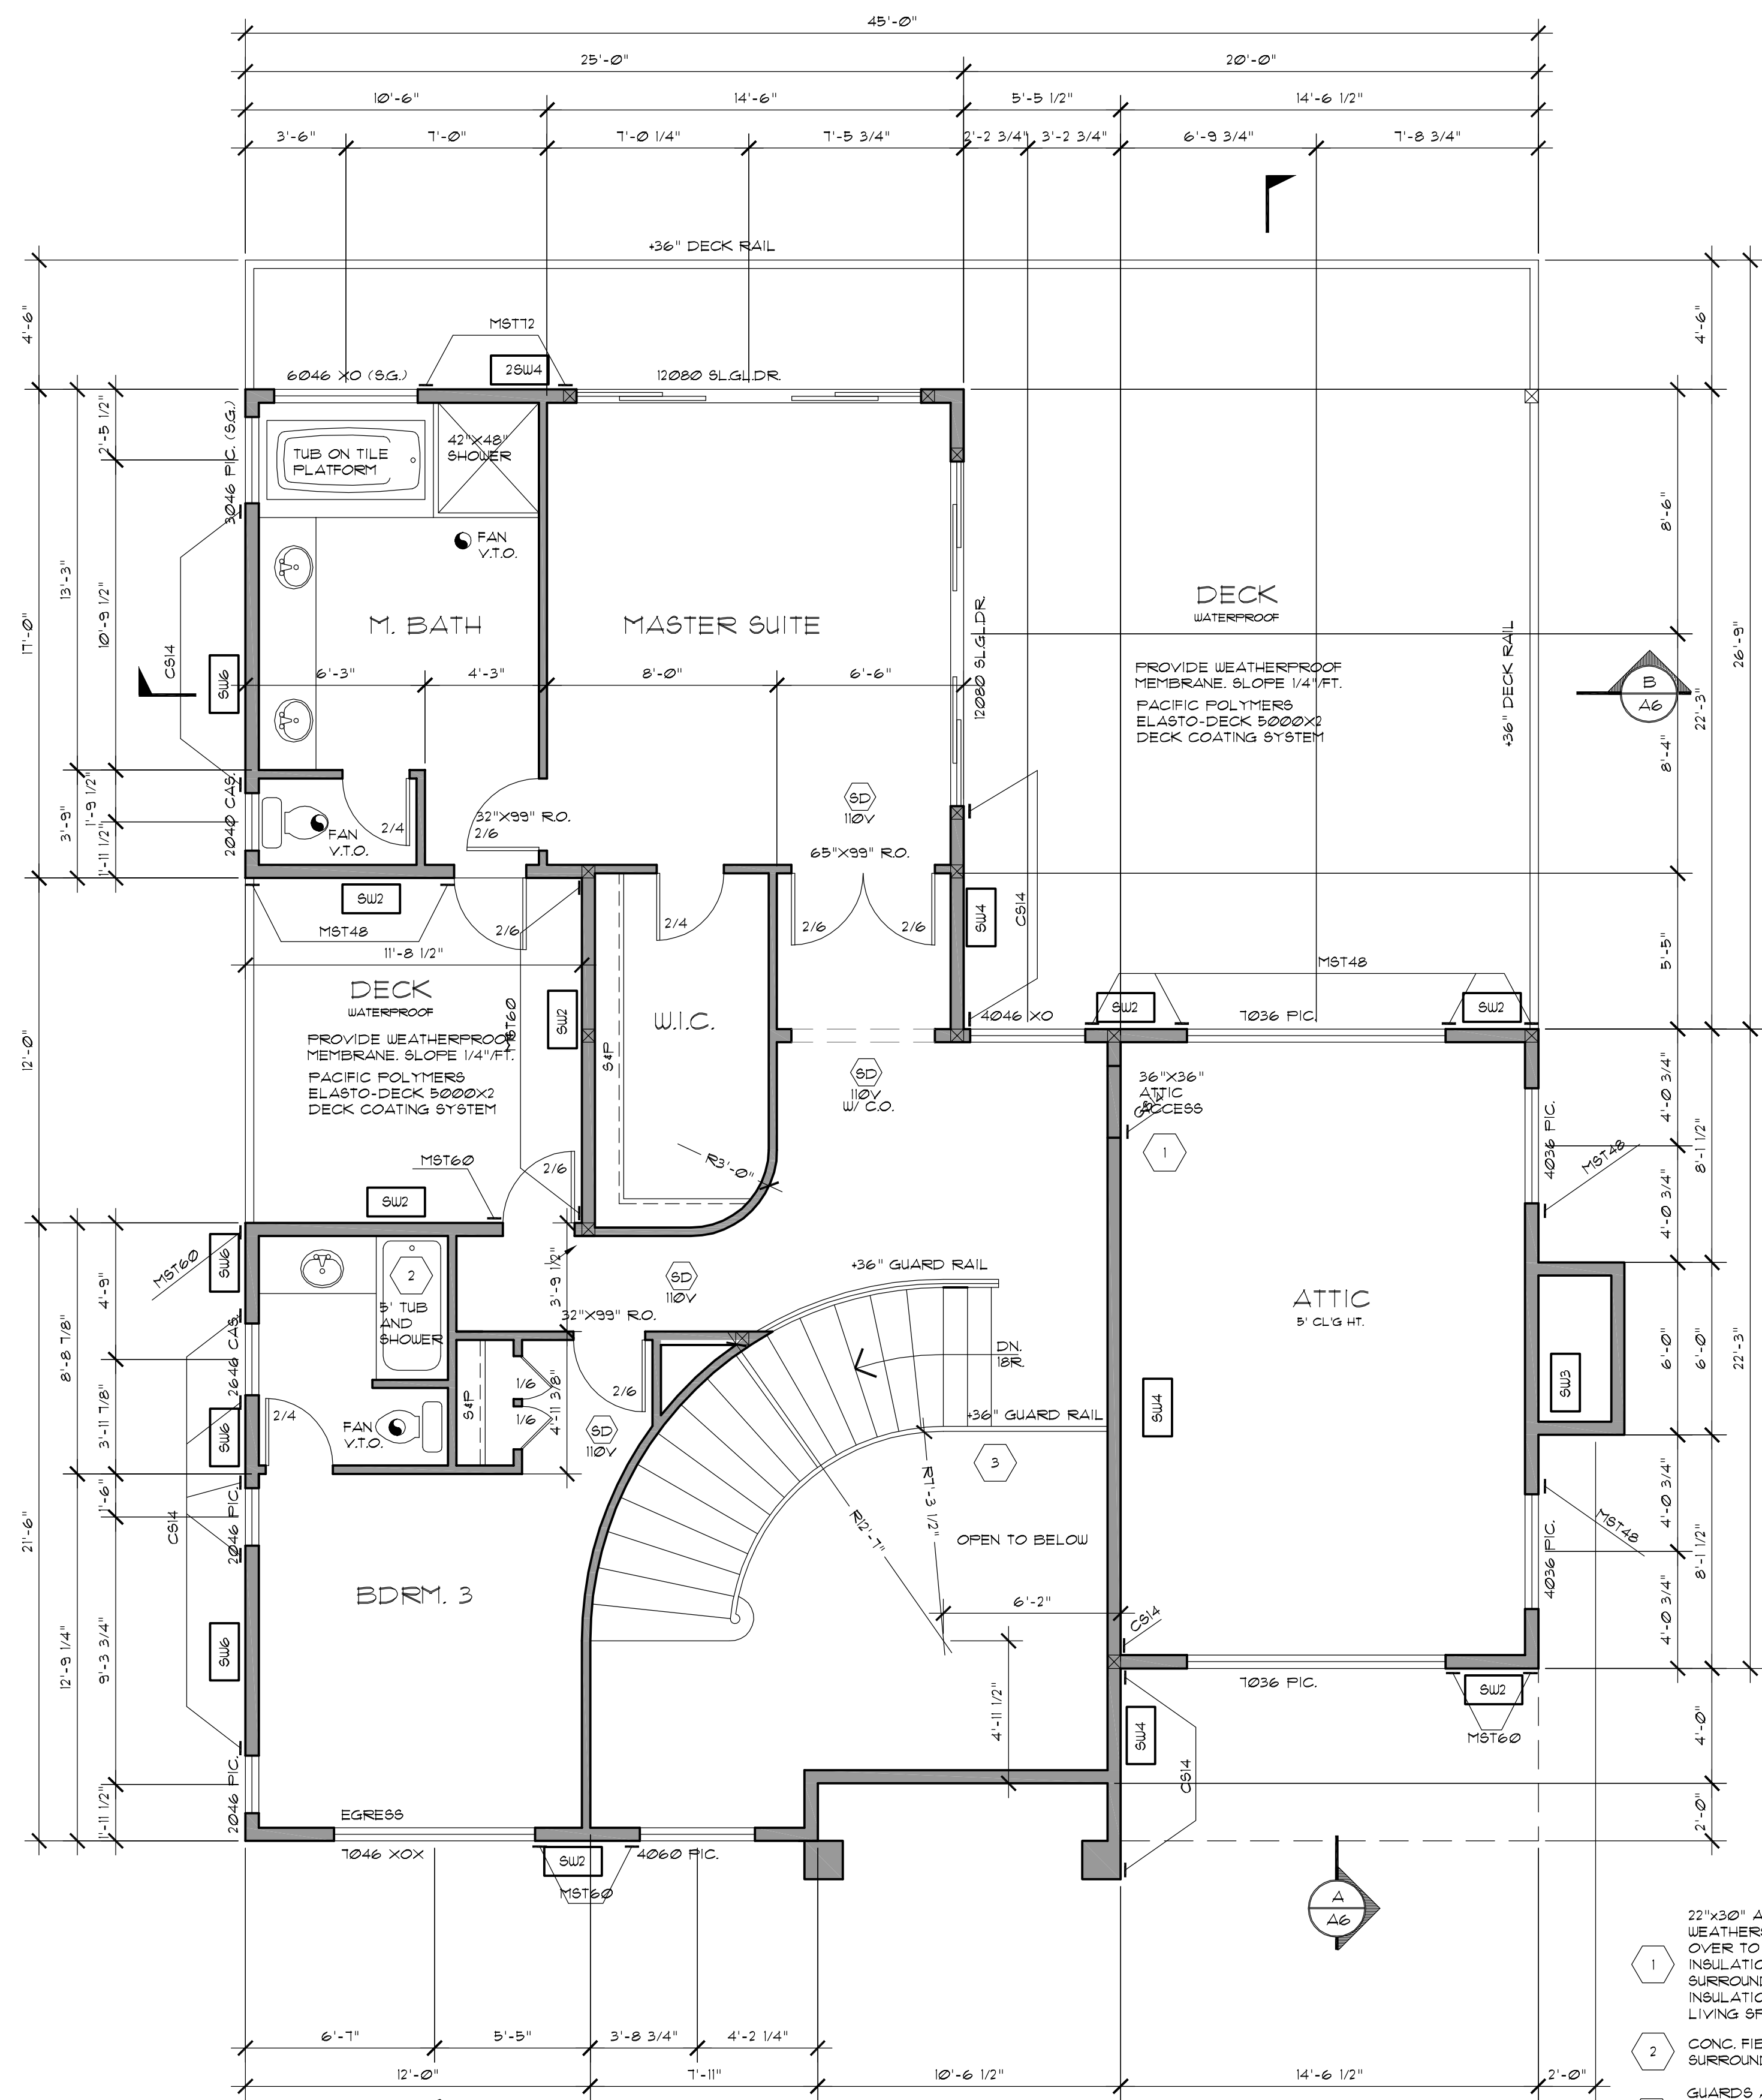 45'-0"
25'-0"
20'-0"
10'-6"
14'-6"
5'-5 1/2"
14'-6 1/2"
3'-6"
7'-0"
7'-0 1/4"
7'-5 3/4"
2'-2 3/4"
3'-2 3/4"
6'-9 3/4"
7'-8 3/4"
+36" DECK RAIL
4'-6"
4'-6"
MST72
2SW4
6046 XO (S.G.)
12080 SL.GL.DR.
3046 PIC. (S.G.)
2'-5 1/2"
TUB ON TILE
PLATFORM
42"X48"
SHOWER
FAN
V.T.O.
8'-6"
13'-3"
17'-0"
10'-9 1/2"
CS14
SW6
M. BATH
MASTER SUITE
12080 SL.GL.DR.
DECK
WATERPROOF
PROVIDE WEATHERPROOF
MEMBRANE. SLOPE 1/4"/FT.
PACIFIC POLYMERS
ELASTO-DECK 5000X2
DECK COATING SYSTEM
+36" DECK RAIL
B
A6
22'-3"
26'-9"
8'-4"
6'-3"
4'-3"
8'-0"
6'-6"
2040 CAS.
3'-9"
1'-9 1/2"
1'-11 1/2"
2/4
FAN
V.T.O.
32"X99" R.O.
2/6
SD
110V
65"X99" R.O.
SW2
MST48
2/6
2/4
2/6
2/6
SW4
CS14
5'-5"
11'-8 1/2"
DECK
WATERPROOF
PROVIDE WEATHERPROOF
MEMBRANE. SLOPE 1/4"/FT.
PACIFIC POLYMERS
ELASTO-DECK 5000X2
DECK COATING SYSTEM
MST60
SW2
W.I.C.
S&P
12'-0"
4046 XO
SW2
MST48
7036 PIC.
SW2
SD
110V
W/ C.O.
36"X36"
ATTIC
ACCESS
CS14
1
R3'-0"
4036 PIC.
MST48
4'-0 3/4"
8'-1 1/2"
4'-0 3/4"
MST60
2/6
SW2
SW6
MST60
4'-9"
8'-8 7/8"
2646 CAS.
2
5' TUB
AND
SHOWER
3'-9 1/2"
SD
110V
32"X99" R.O.
+36" GUARD RAIL
DN.
18R.
ATTIC
5' CL'G HT.
6'-0"
6'-0"
22'-3"
SW3
SW4
3'-11 7/8"
SW6
2/4
FAN
V.T.O.
S&P
1/6
1/6
4'-11 3/8"
2/6
SD
110V
+36" GUARD RAIL
3
R7'-3 1/2"
R12'-7"
OPEN TO BELOW
21'-6"
1'-6"
2046 PIC.
CS14
BDRM. 3
6'-2"
CS14
4036 PIC.
MST48
4'-0 3/4"
8'-1 1/2"
4'-0 3/4"
12'-9 1/4"
9'-3 3/4"
SW6
4'-11 1/2"
7036 PIC.
SW2
MST60
SW4
CS14
4'-0"
2046 PIC.
1'-11 1/2"
EGRESS
2'-0"
7046 XOX
SW2
4060 PIC.
MST60
A
A6
1
22"x30" A
WEATHERS
OVER TO
INSULATIO
SURROUND
INSULATIO
LIVING SP
2
CONC. FIE
SURROUND
GUARDS
6'-7"
5'-5"
3'-8 3/4"
4'-2 1/4"
12'-0"
7'-11"
10'-6 1/2"
14'-6 1/2"
2'-0"